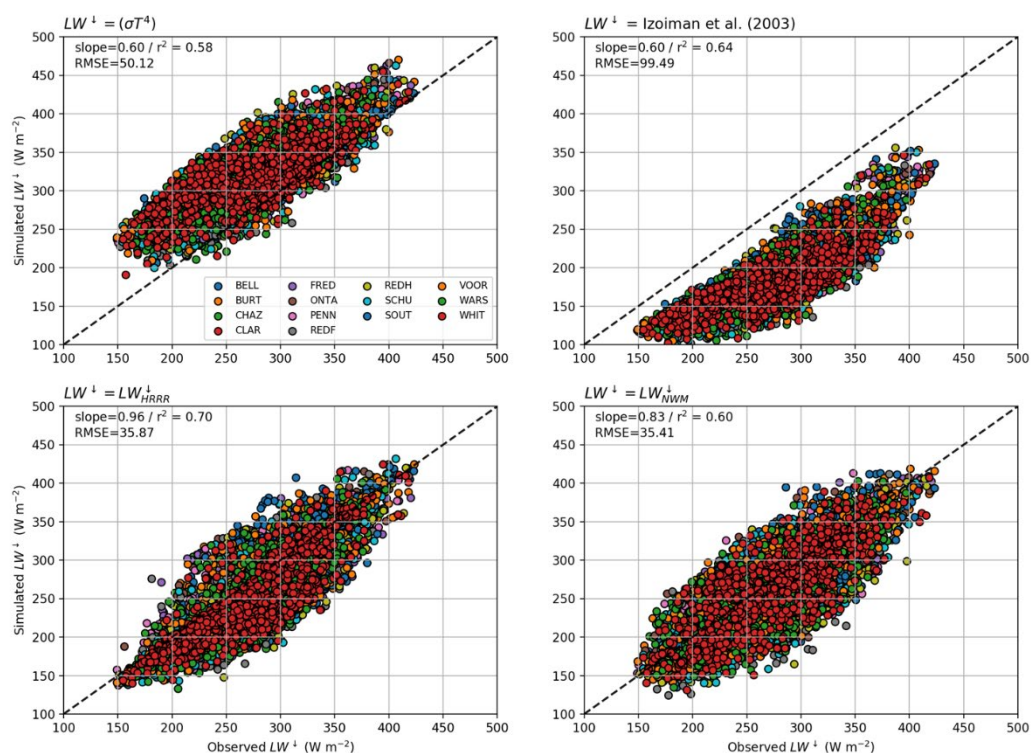 LW↓ = (σT⁴)
slope=0.60 / r² = 0.58
RMSE=50.12
500
450
400
350
300
250
200
150
100
Simulated LW↓ (W m⁻²)
BELL FRED REDH VOOR
BURT ONTA SCHU WARS
CHAZ PENN SOUT WHIT
CLAR REDF
100 150 200 250 300 350 400 450 500
LW↓ = Izoiman et al. (2003)
slope=0.60 / r² = 0.64
RMSE=99.49
500
450
400
350
300
250
200
150
100
100 150 200 250 300 350 400 450 500
LW↓ = LW↓HRRR
slope=0.96 / r² = 0.70
RMSE=35.87
500
450
400
350
300
250
200
150
100
Simulated LW↓ (W m⁻²)
100 150 200 250 300 350 400 450 500
Observed LW↓ (W m⁻²)
LW↓ = LW↓NWM
slope=0.83 / r² = 0.60
RMSE=35.41
500
450
400
350
300
250
200
150
100
100 150 200 250 300 350 400 450 500
Observed LW↓ (W m⁻²)